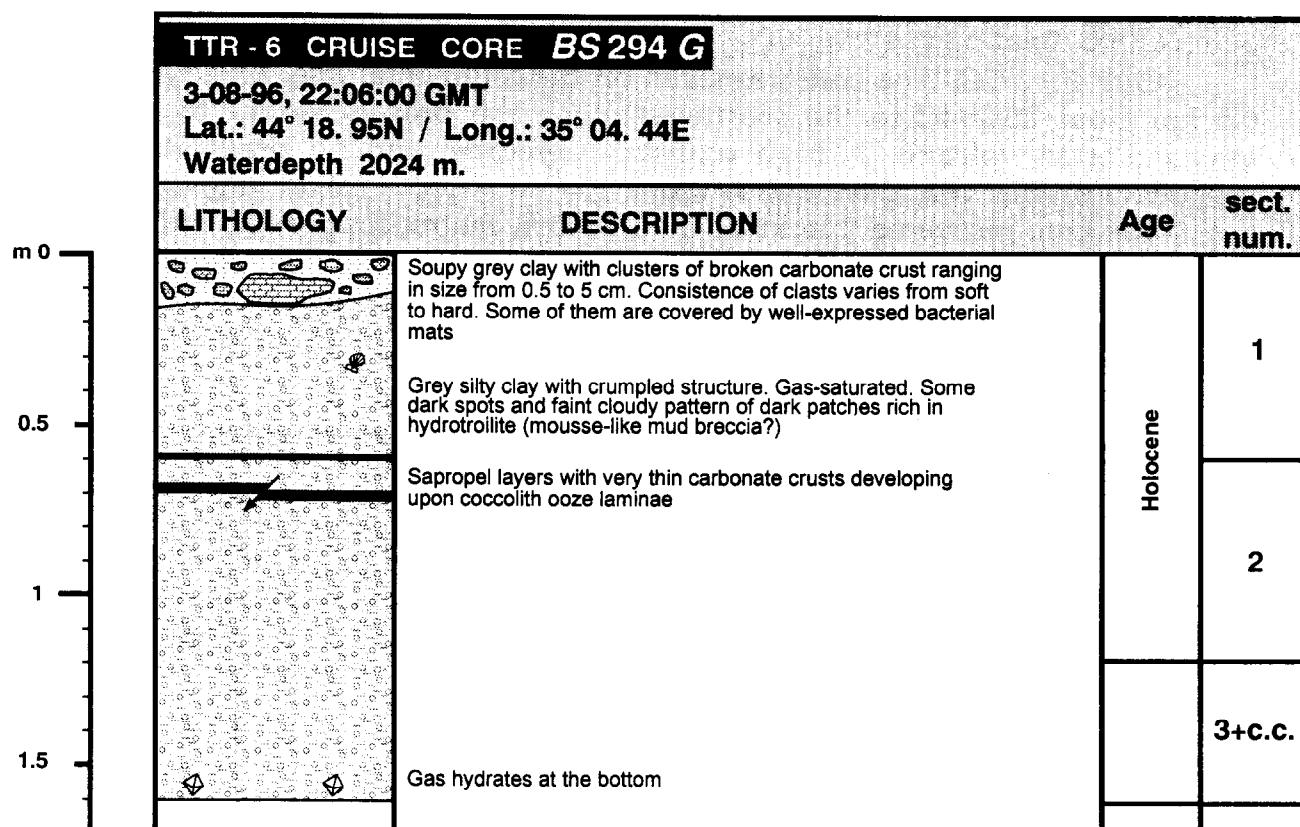 TTR - 6 CRUISE CORE BS 294 G
3-08-96, 22:06:00 GMT
Lat.: 44° 18. 95N / Long.: 35° 04. 44E
Waterdepth 2024 m.
LITHOLOGY DESCRIPTION Age sect. num.
m 0
Soupy grey clay with clusters of broken carbonate crust ranging
in size from 0.5 to 5 cm. Consistence of clasts varies from soft
to hard. Some of them are covered by well-expressed bacterial
mats
1
Grey silty clay with crumpled structure. Gas-saturated. Some
dark spots and faint cloudy pattern of dark patches rich in
hydrotroilite (mousse-like mud breccia?)
0.5
Holocene
Sapropel layers with very thin carbonate crusts developing
upon coccolith ooze laminae
2
1
3+c.c.
1.5
Gas hydrates at the bottom